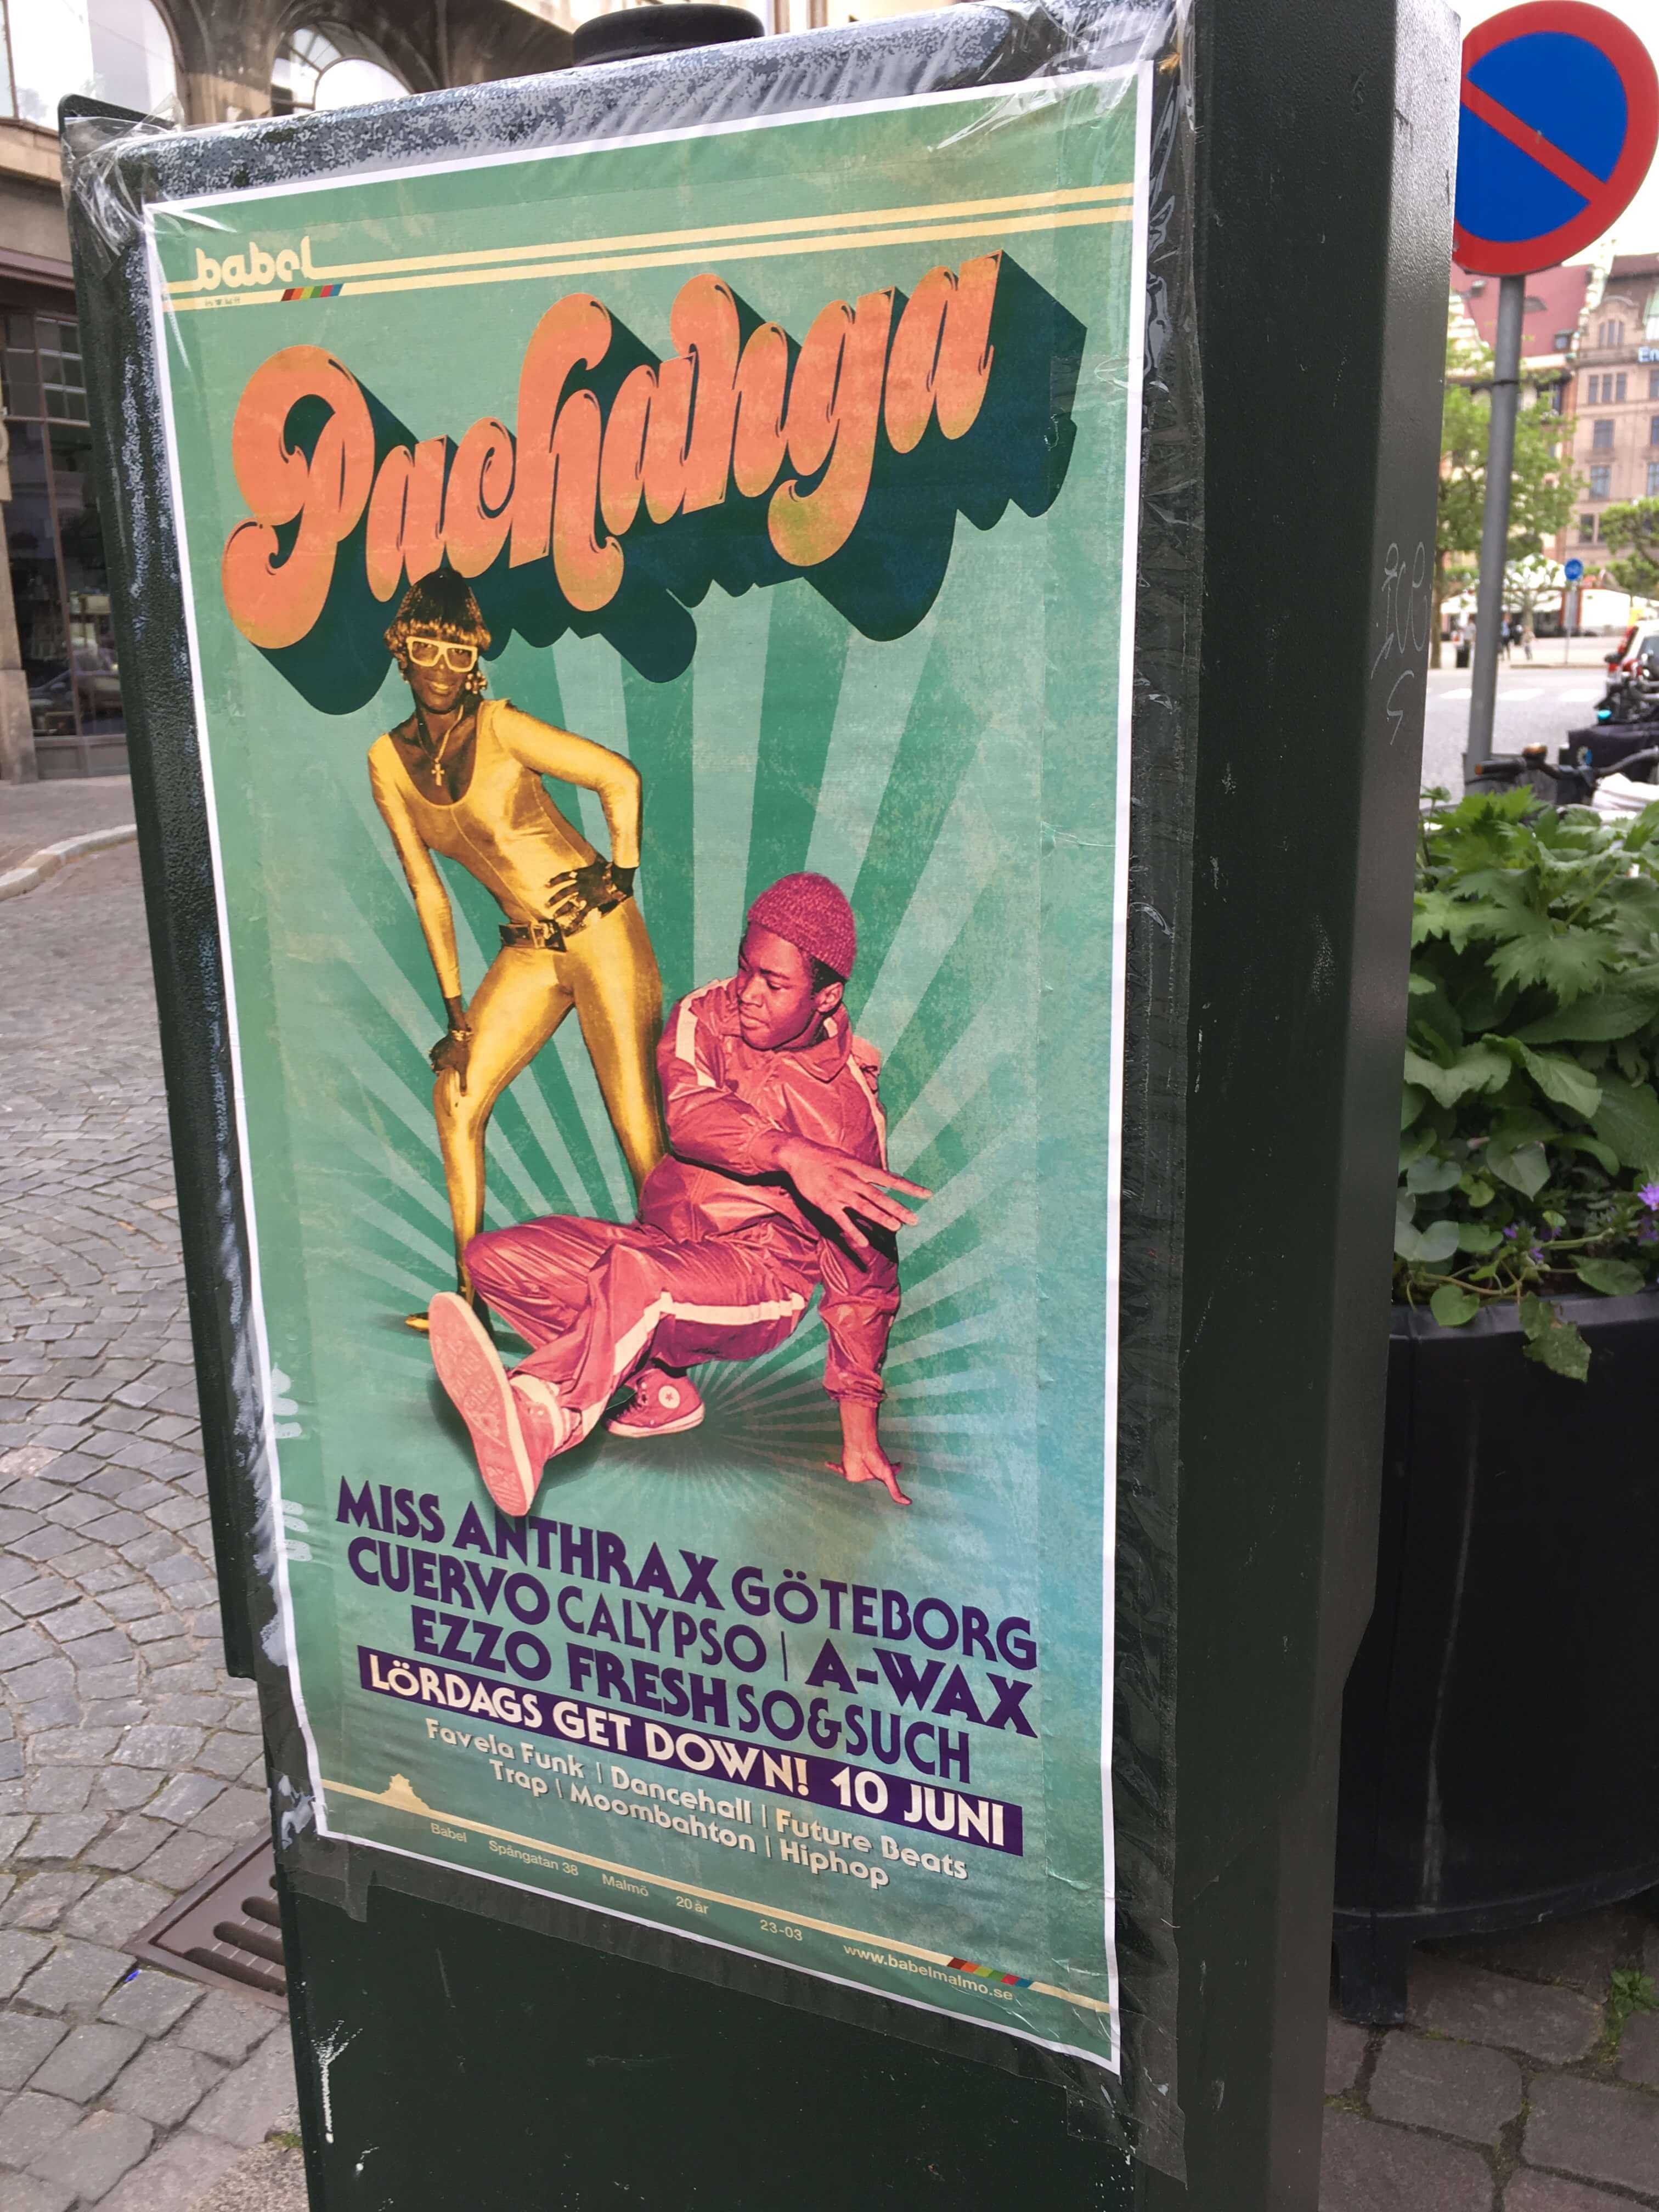 babel
Pachanga
MISS ANTHRAX GÖTEBORG
CUERVO CALYPSO | A-WAX
EZZO FRESH SO&SUCH
LÖRDAGS GET DOWN! 10 JUNI
Favela Funk | Dancehall | Future Beats
Trap | Moombahton | Hiphop
Babel Spångatan 38 Malmö 20 år 23-03 www.babelmalmo.se